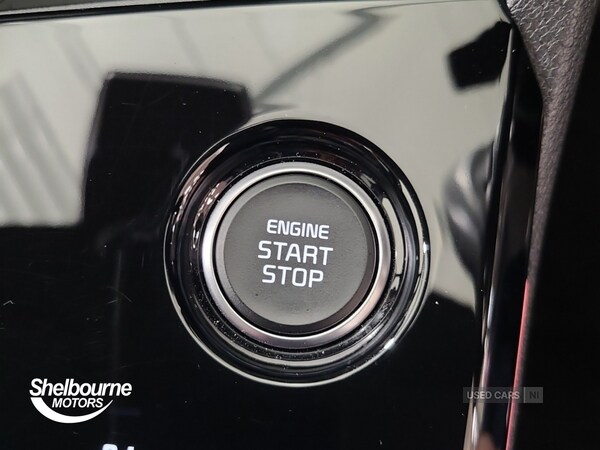 ENGINE
START
STOP
Shelbourne
MOTORS
USED CARS NI